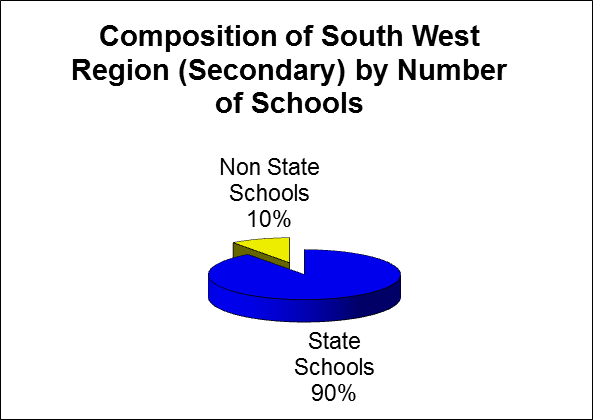 Composition of South West
Region (Secondary) by Number
of Schools
Non State
Schools
10%
State
Schools
90%